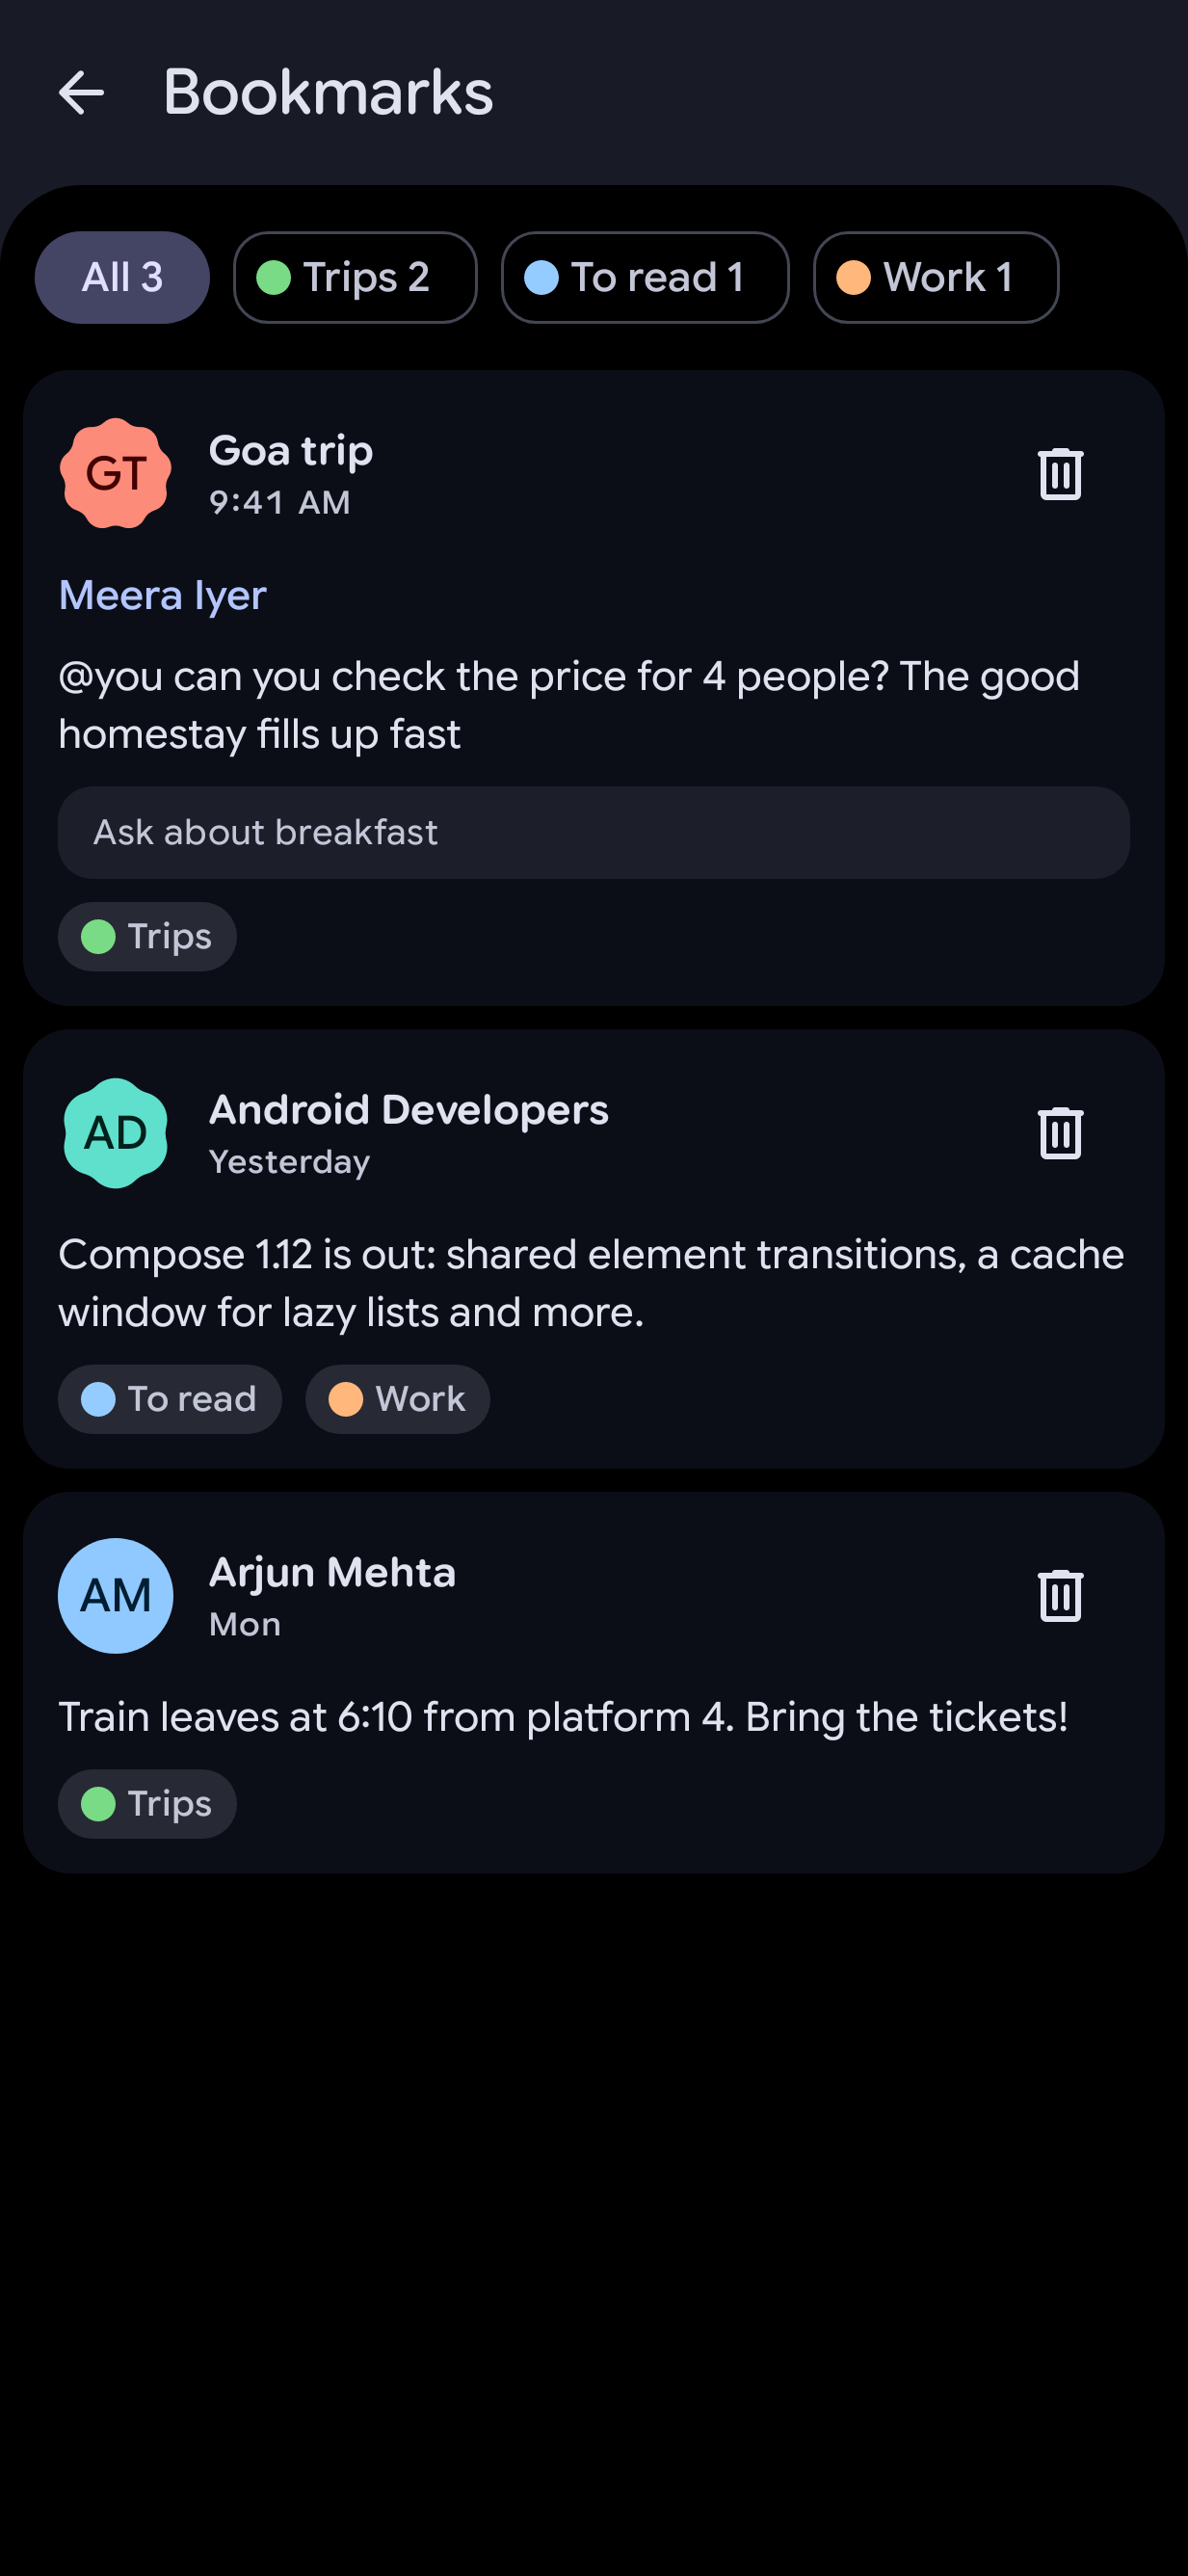 Bookmarks
All 3
Trips 2
To read 1
Work 1
GT
Goa trip
9:41 AM
Meera Iyer
@you can you check the price for 4 people? The good
homestay fills up fast
Ask about breakfast
Trips
AD
Android Developers
Yesterday
Compose 1.12 is out: shared element transitions, a cache
window for lazy lists and more.
To read
Work
AM
Arjun Mehta
Mon
Train leaves at 6:10 from platform 4. Bring the tickets!
Trips